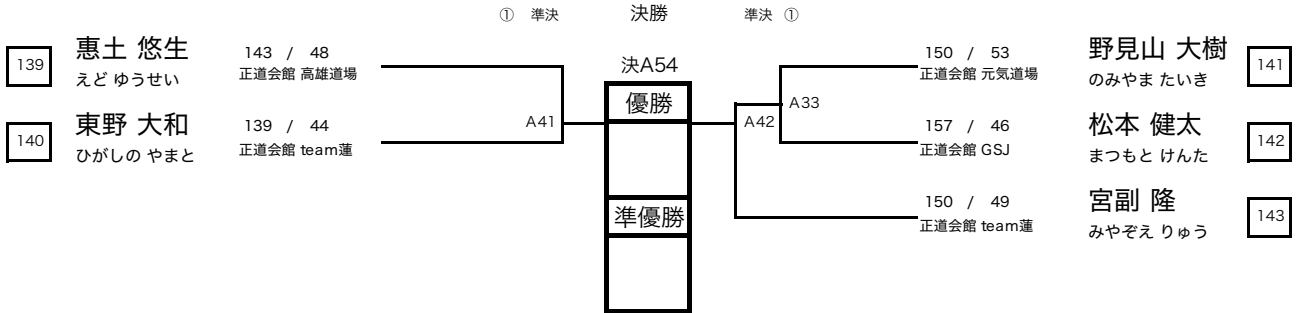 ① 準決 決勝 準決 ①
139
惠土 悠生
えど ゆうせい
143 / 48
正道会館 高雄道場
140
東野 大和
ひがしの やまと
139 / 44
正道会館 team蓮
A41
決A54
優勝
準優勝
A42
A33
150 / 53
正道会館 元気道場
野見山 大樹
のみやま たいき
141
157 / 46
正道会館 GSJ
松本 健太
まつもと けんた
142
150 / 49
正道会館 team蓮
宮副 隆
みやぞえ りゅう
143